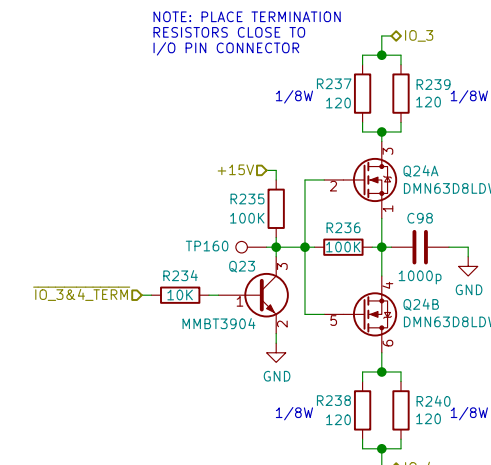 NOTE: PLACE TERMINATION
RESISTORS CLOSE TO
I/O PIN CONNECTOR
IO_3
R237
120
1/8W
R239
120
1/8W
3
Q24A
DMN63D8LD
2
1
+15V
R235
100K
TP160
R236
100K
C98
1000p
GND
Q23
3
R234
10K
IO_3&4_TERM
1
MMBT3904
2
GND
4
Q24B
DMN63D8LD
5
6
R238
120
1/8W
R240
120
1/8W